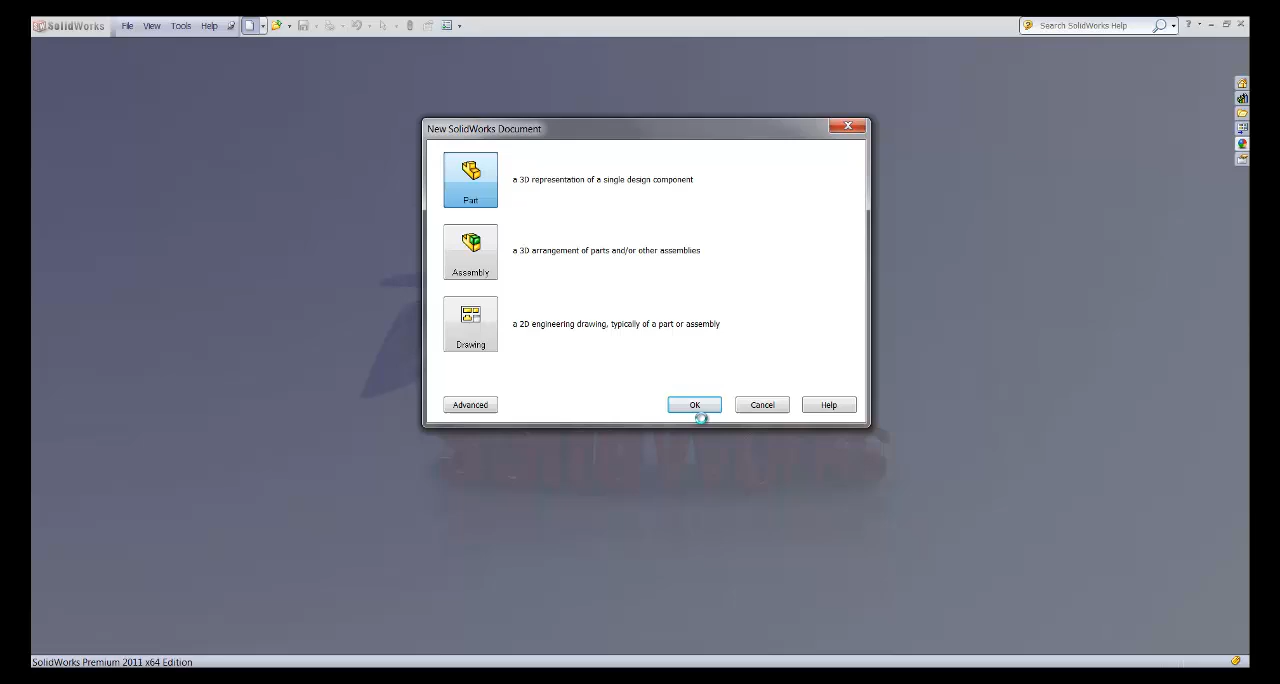 SolidWorks File View Tools Help Search SolidWorks Help ?
New SolidWorks Document
Part
a 3D representation of a single design component
Assembly
a 3D arrangement of parts and/or other assemblies
Drawing
a 2D engineering drawing, typically of a part or assembly
Advanced OK Cancel Help
SolidWorks Premium 2011 x64 Edition